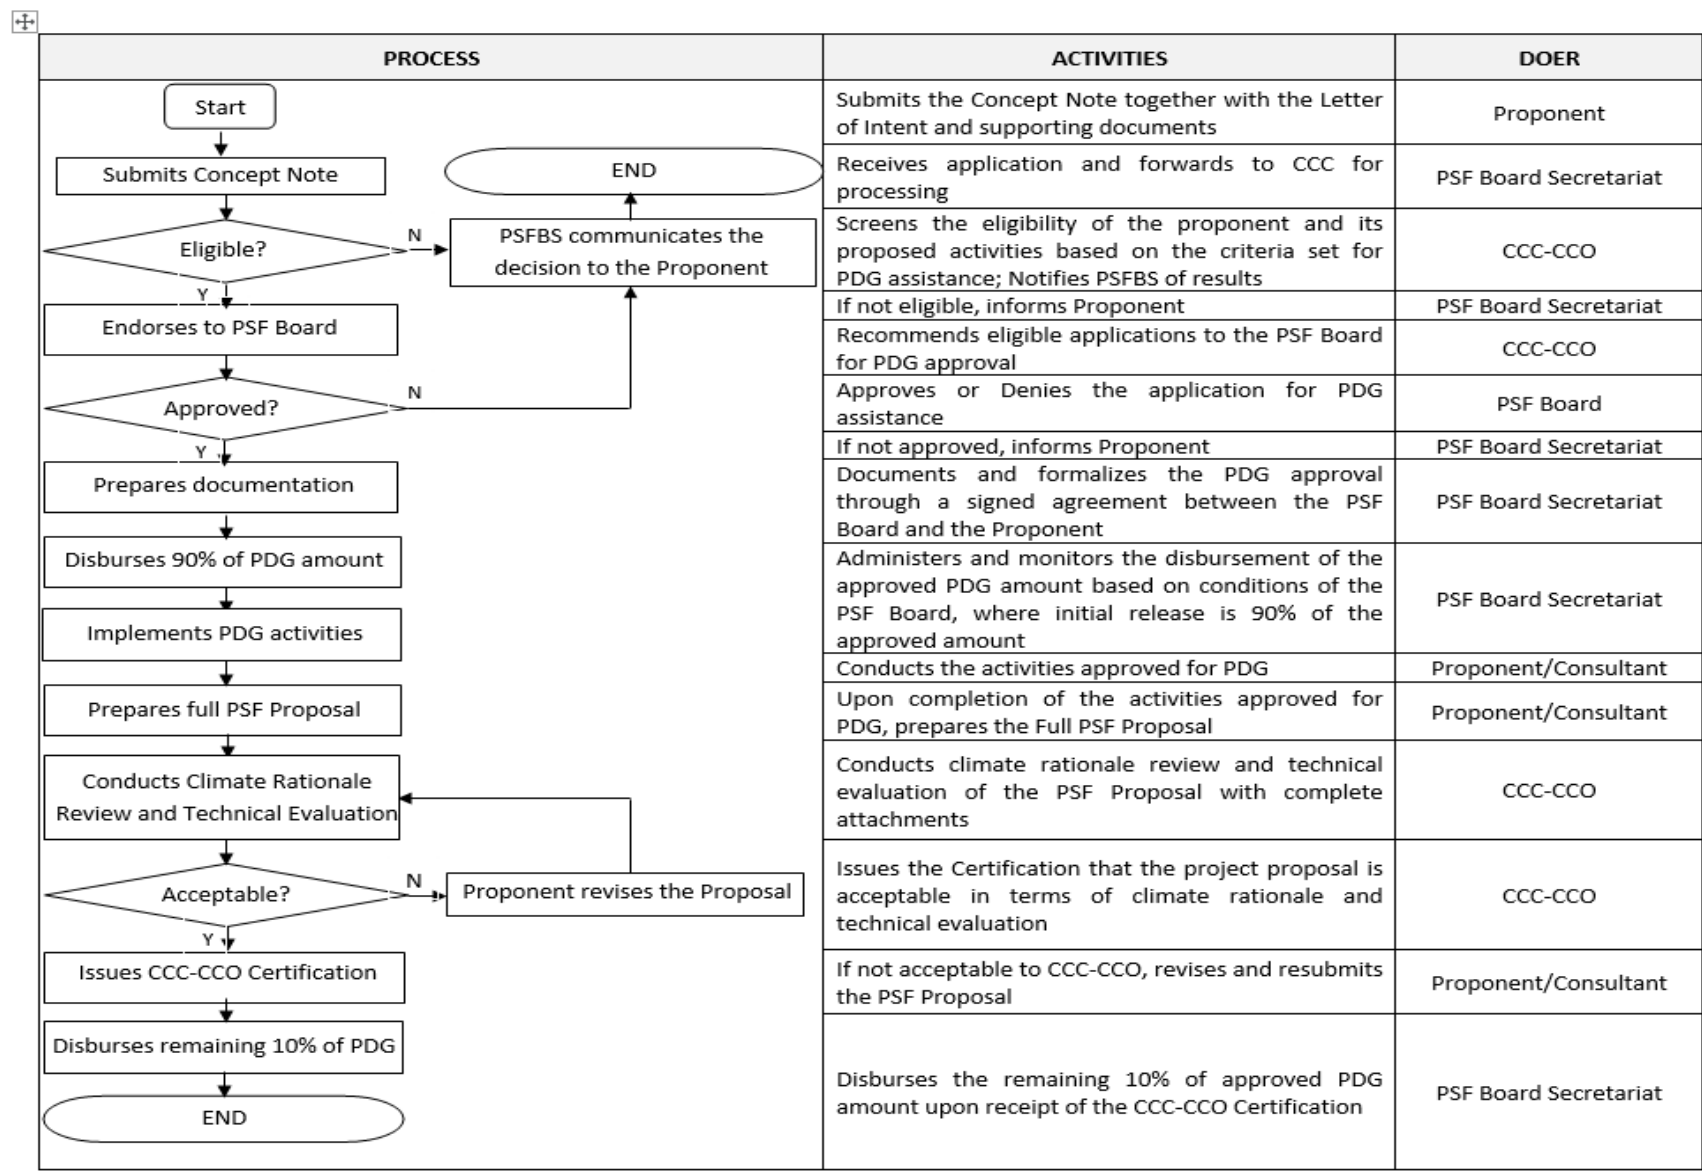 PROCESS
ACTIVITIES
DOER
Start
Submits Concept Note
END
Eligible?
N
PSFBS communicates the
decision to the Proponent
Y
Endorses to PSF Board
Approved?
N
Y
Prepares documentation
Disburses 90% of PDG amount
Implements PDG activities
Prepares full PSF Proposal
Conducts Climate Rationale
Review and Technical Evaluation
Acceptable?
N
Proponent revises the Proposal
Y
Issues CCC-CCO Certification
Disburses remaining 10% of PDG
END
Submits the Concept Note together with the Letter
of Intent and supporting documents
Proponent
Receives application and forwards to CCC for
processing
PSF Board Secretariat
Screens the eligibility of the proponent and its
proposed activities based on the criteria set for
PDG assistance; Notifies PSFBS of results
CCC-CCO
If not eligible, informs Proponent
PSF Board Secretariat
Recommends eligible applications to the PSF Board
for PDG approval
CCC-CCO
Approves or Denies the application for PDG
assistance
PSF Board
If not approved, informs Proponent
PSF Board Secretariat
Documents and formalizes the PDG approval
through a signed agreement between the PSF
Board and the Proponent
PSF Board Secretariat
Administers and monitors the disbursement of the
approved PDG amount based on conditions of the
PSF Board, where initial release is 90% of the
approved amount
PSF Board Secretariat
Conducts the activities approved for PDG
Proponent/Consultant
Upon completion of the activities approved for
PDG, prepares the Full PSF Proposal
Proponent/Consultant
Conducts climate rationale review and technical
evaluation of the PSF Proposal with complete
attachments
CCC-CCO
Issues the Certification that the project proposal is
acceptable in terms of climate rationale and
technical evaluation
CCC-CCO
If not acceptable to CCC-CCO, revises and resubmits
the PSF Proposal
Proponent/Consultant
Disburses the remaining 10% of approved PDG
amount upon receipt of the CCC-CCO Certification
PSF Board Secretariat